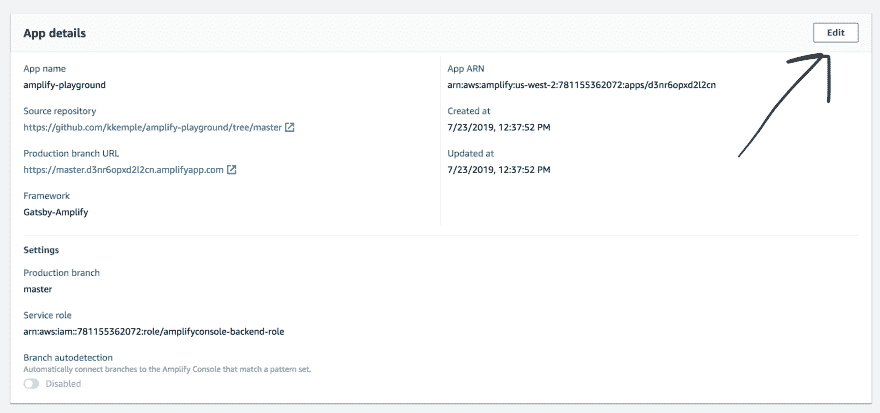 App details
Edit
App name
amplify-playground
Source repository
https://github.com/kkemple/amplify-playground/tree/master
Production branch URL
https://master.d3nr6opxd2l2cn.amplifyapp.com
Framework
Gatsby-Amplify
App ARN
arn:aws:amplify:us-west-2:781155362072:apps/d3nr6opxd2l2cn
Created at
7/23/2019, 12:37:52 PM
Updated at
7/23/2019, 12:37:52 PM
Settings
Production branch
master
Service role
arn:aws:iam::781155362072:role/amplifyconsole-backend-role
Branch autodetection
Automatically connect branches to the Amplify Console that match a pattern set.
Disabled